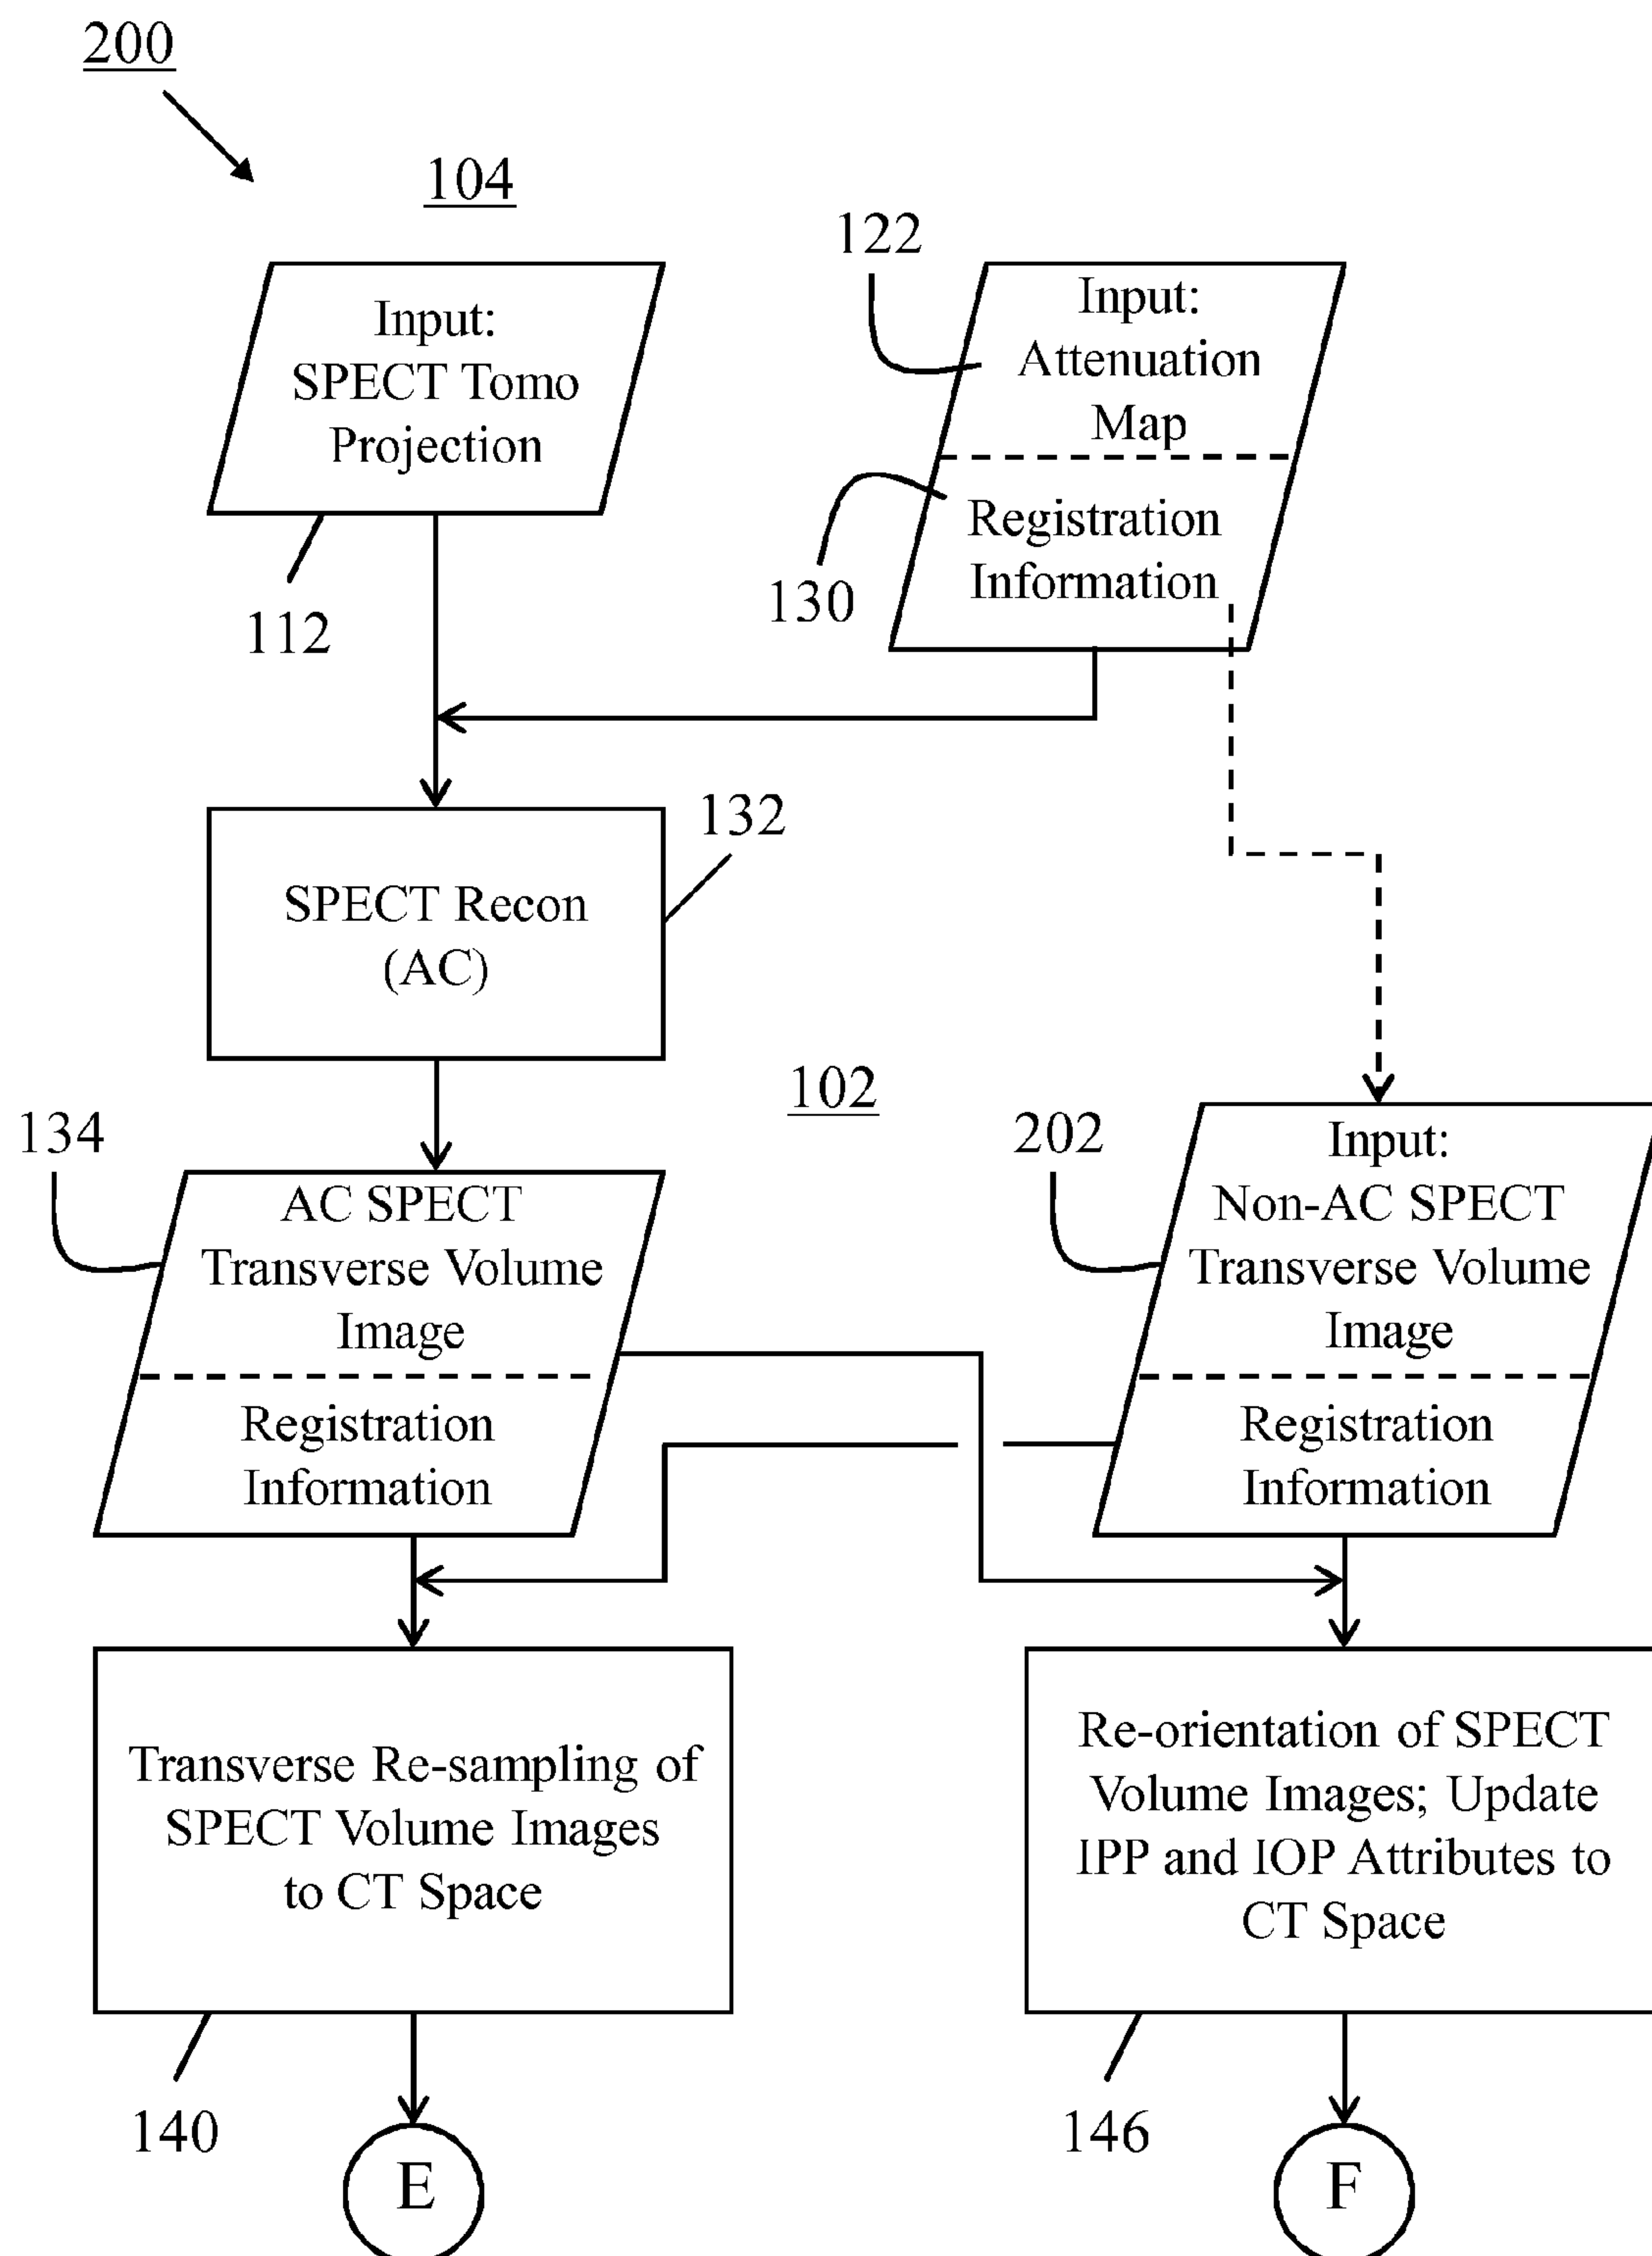 200
104
122
Input:
SPECT Tomo
Projection
Input:
Attenuation
Map
Registration
Information
130
112
132
SPECT Recon
(AC)
102
134
202
AC SPECT
Transverse Volume
Image
Registration
Information
Input:
Non-AC SPECT
Transverse Volume
Image
Registration
Information
Transverse Re-sampling of
SPECT Volume Images
to CT Space
Re-orientation of SPECT
Volume Images; Update
IPP and IOP Attributes to
CT Space
140
146
E
F